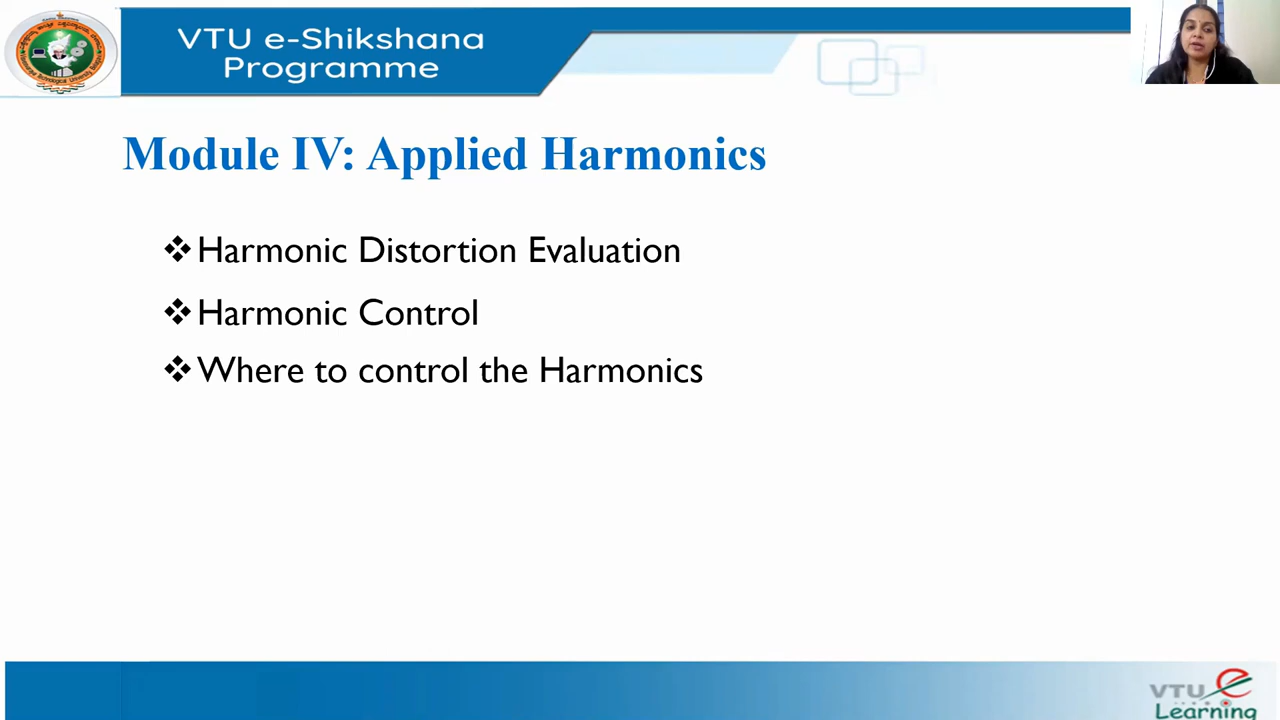 VTU e-Shikshana
Programme
Module IV: Applied Harmonics
❖Harmonic Distortion Evaluation
❖Harmonic Control
❖Where to control the Harmonics
VTU e
Learning